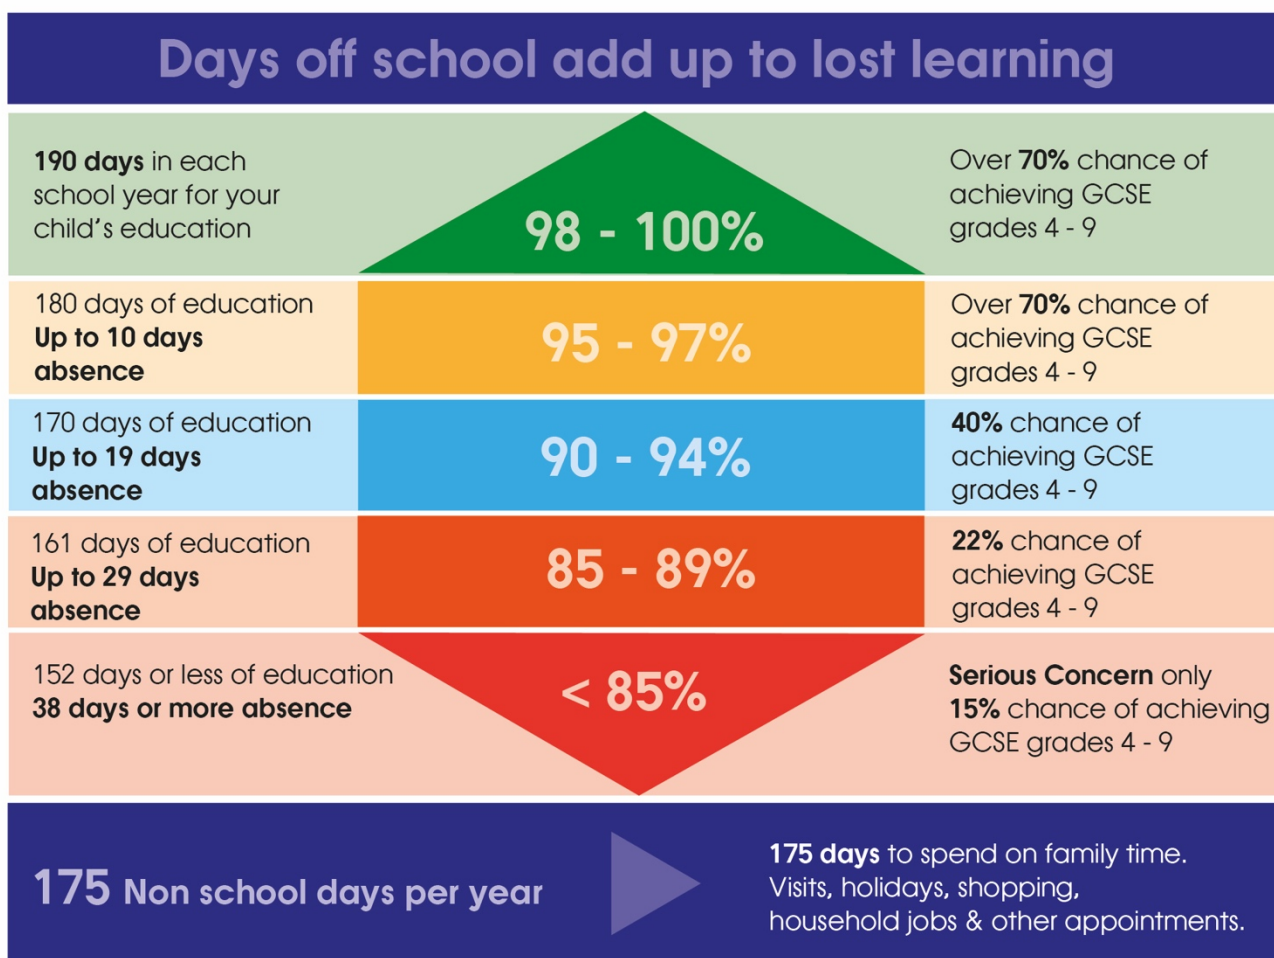 Days off school add up to lost learning
190 days in each
school year for your
child's education
98 - 100%
Over 70% chance of
achieving GCSE
grades 4 - 9
180 days of education
Up to 10 days
absence
95 - 97%
Over 70% chance of
achieving GCSE
grades 4 - 9
170 days of education
Up to 19 days
absence
90 - 94%
40% chance of
achieving GCSE
grades 4 - 9
161 days of education
Up to 29 days
absence
85 - 89%
22% chance of
achieving GCSE
grades 4 - 9
152 days or less of education
38 days or more absence
< 85%
Serious Concern only
15% chance of achieving
GCSE grades 4 - 9
175 Non school days per year
175 days to spend on family time.
Visits, holidays, shopping,
household jobs & other appointments.